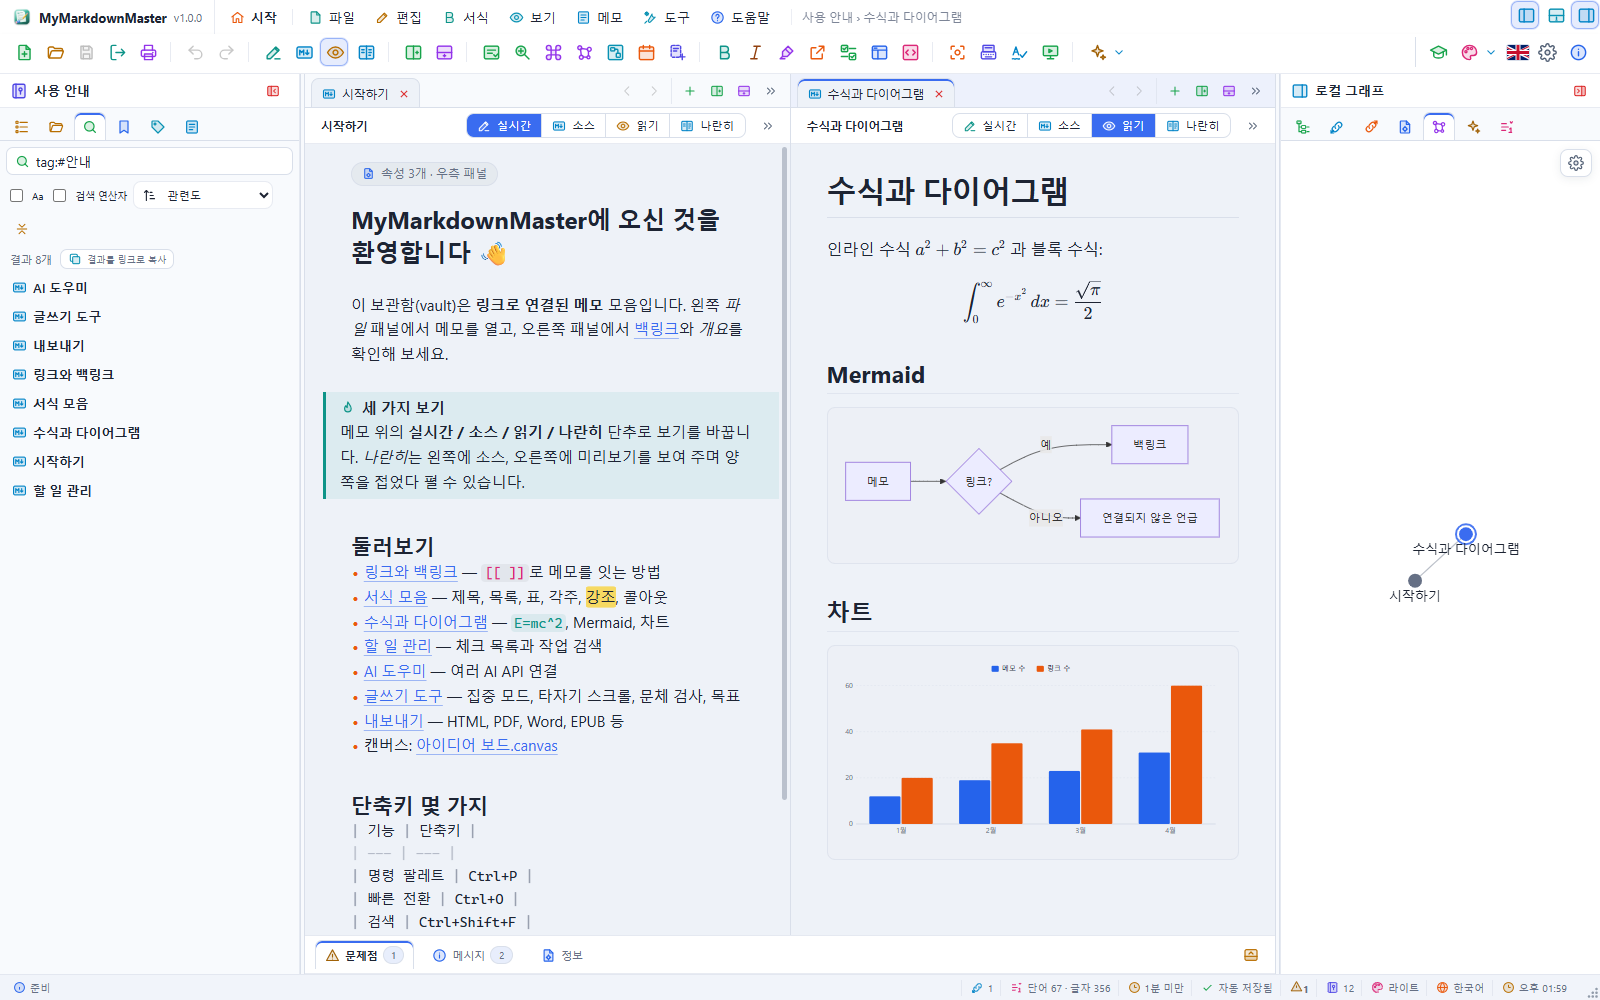 MyMarkdownMaster v1.0.0
시작
파일
편집
서식
보기
메모
도구
도움말
사용 안내 › 수식과 다이어그램
사용 안내
tag:#안내
Aa
검색 연산자
관련도
결과 8개
결과를 링크로 복사
AI 도우미
글쓰기 도구
내보내기
링크와 백링크
서식 모음
수식과 다이어그램
시작하기
할 일 관리
시작하기
시작하기
실시간
소스
읽기
나란히
속성 3개 · 우측 패널
MyMarkdownMaster에 오신 것을
환영합니다 👋
이 보관함(vault)은 링크로 연결된 메모 모음입니다. 왼쪽 파
일 패널에서 메모를 열고, 오른쪽 패널에서 백링크와 개요를
확인해 보세요.
세 가지 보기
메모 위의 실시간 / 소스 / 읽기 / 나란히 단추로 보기를 바꿉니
다. 나란히는 왼쪽에 소스, 오른쪽에 미리보기를 보여 주며 양
쪽을 접었다 펼 수 있습니다.
둘러보기
• 링크와 백링크 — [[ ]]로 메모를 잇는 방법
• 서식 모음 — 제목, 목록, 표, 각주, 강조, 콜아웃
• 수식과 다이어그램 — E=mc^2, Mermaid, 차트
• 할 일 관리 — 체크 목록과 작업 검색
• AI 도우미 — 여러 AI API 연결
• 글쓰기 도구 — 집중 모드, 타자기 스크롤, 문체 검사, 목표
• 내보내기 — HTML, PDF, Word, EPUB 등
• 캔버스: 아이디어 보드.canvas
단축키 몇 가지
| 기능 | 단축키 |
| --- | --- |
| 명령 팔레트 | Ctrl+P |
| 빠른 전환 | Ctrl+O |
| 검색 | Ctrl+Shift+F |
수식과 다이어그램
수식과 다이어그램
실시간
소스
읽기
나란히
수식과 다이어그램
인라인 수식 a² + b² = c² 과 블록 수식:
∫₀^∞ e^(−x²) dx = √π / 2
Mermaid
메모
링크?
예
백링크
아니오
연결되지 않은 언급
차트
메모 수
링크 수
60
40
20
0
1월
2월
3월
4월
로컬 그래프
수식과 다이어그램
시작하기
문제점 1
메시지 2
정보
준비
1
단어 67 · 글자 356
1분 미만
자동 저장됨
1
12
라이트
한국어
오후 01:59